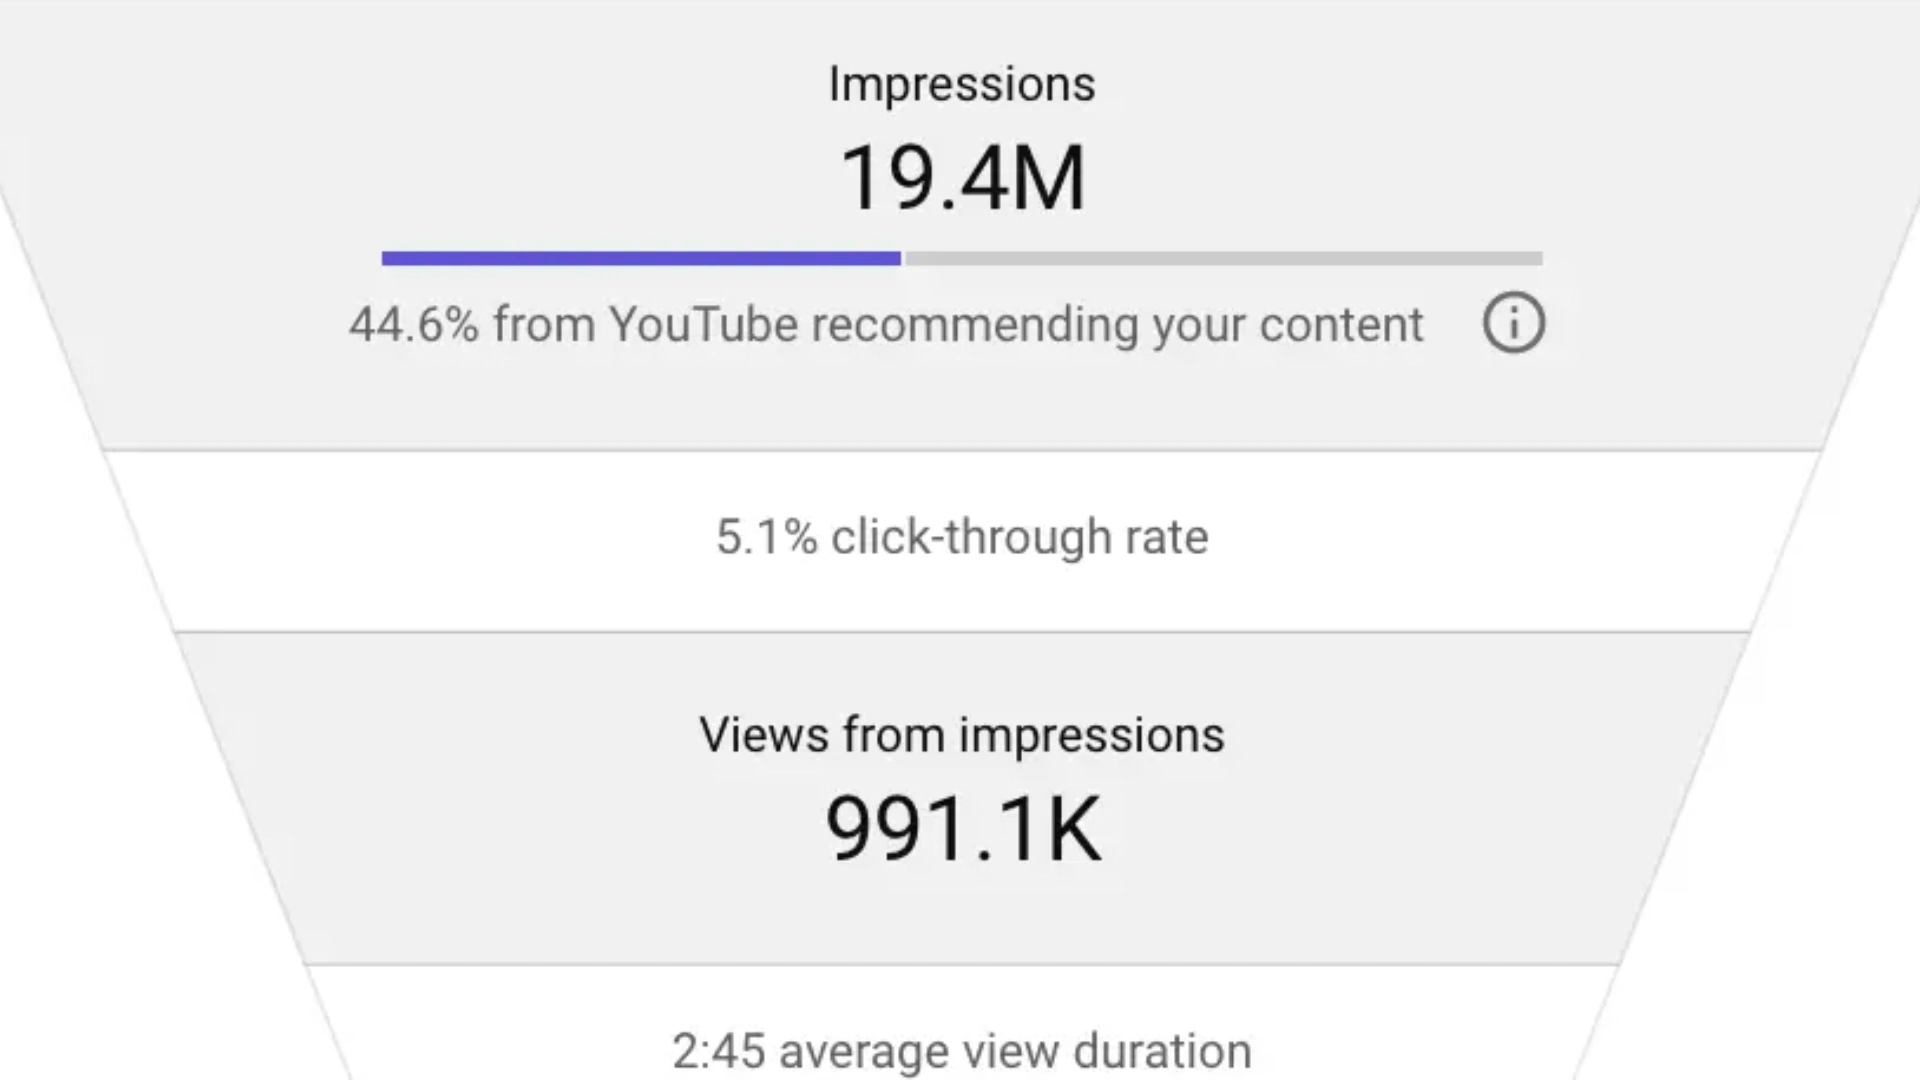 Impressions
19.4M
44.6% from YouTube recommending your content
5.1% click-through rate
Views from impressions
991.1K
2:45 average view duration